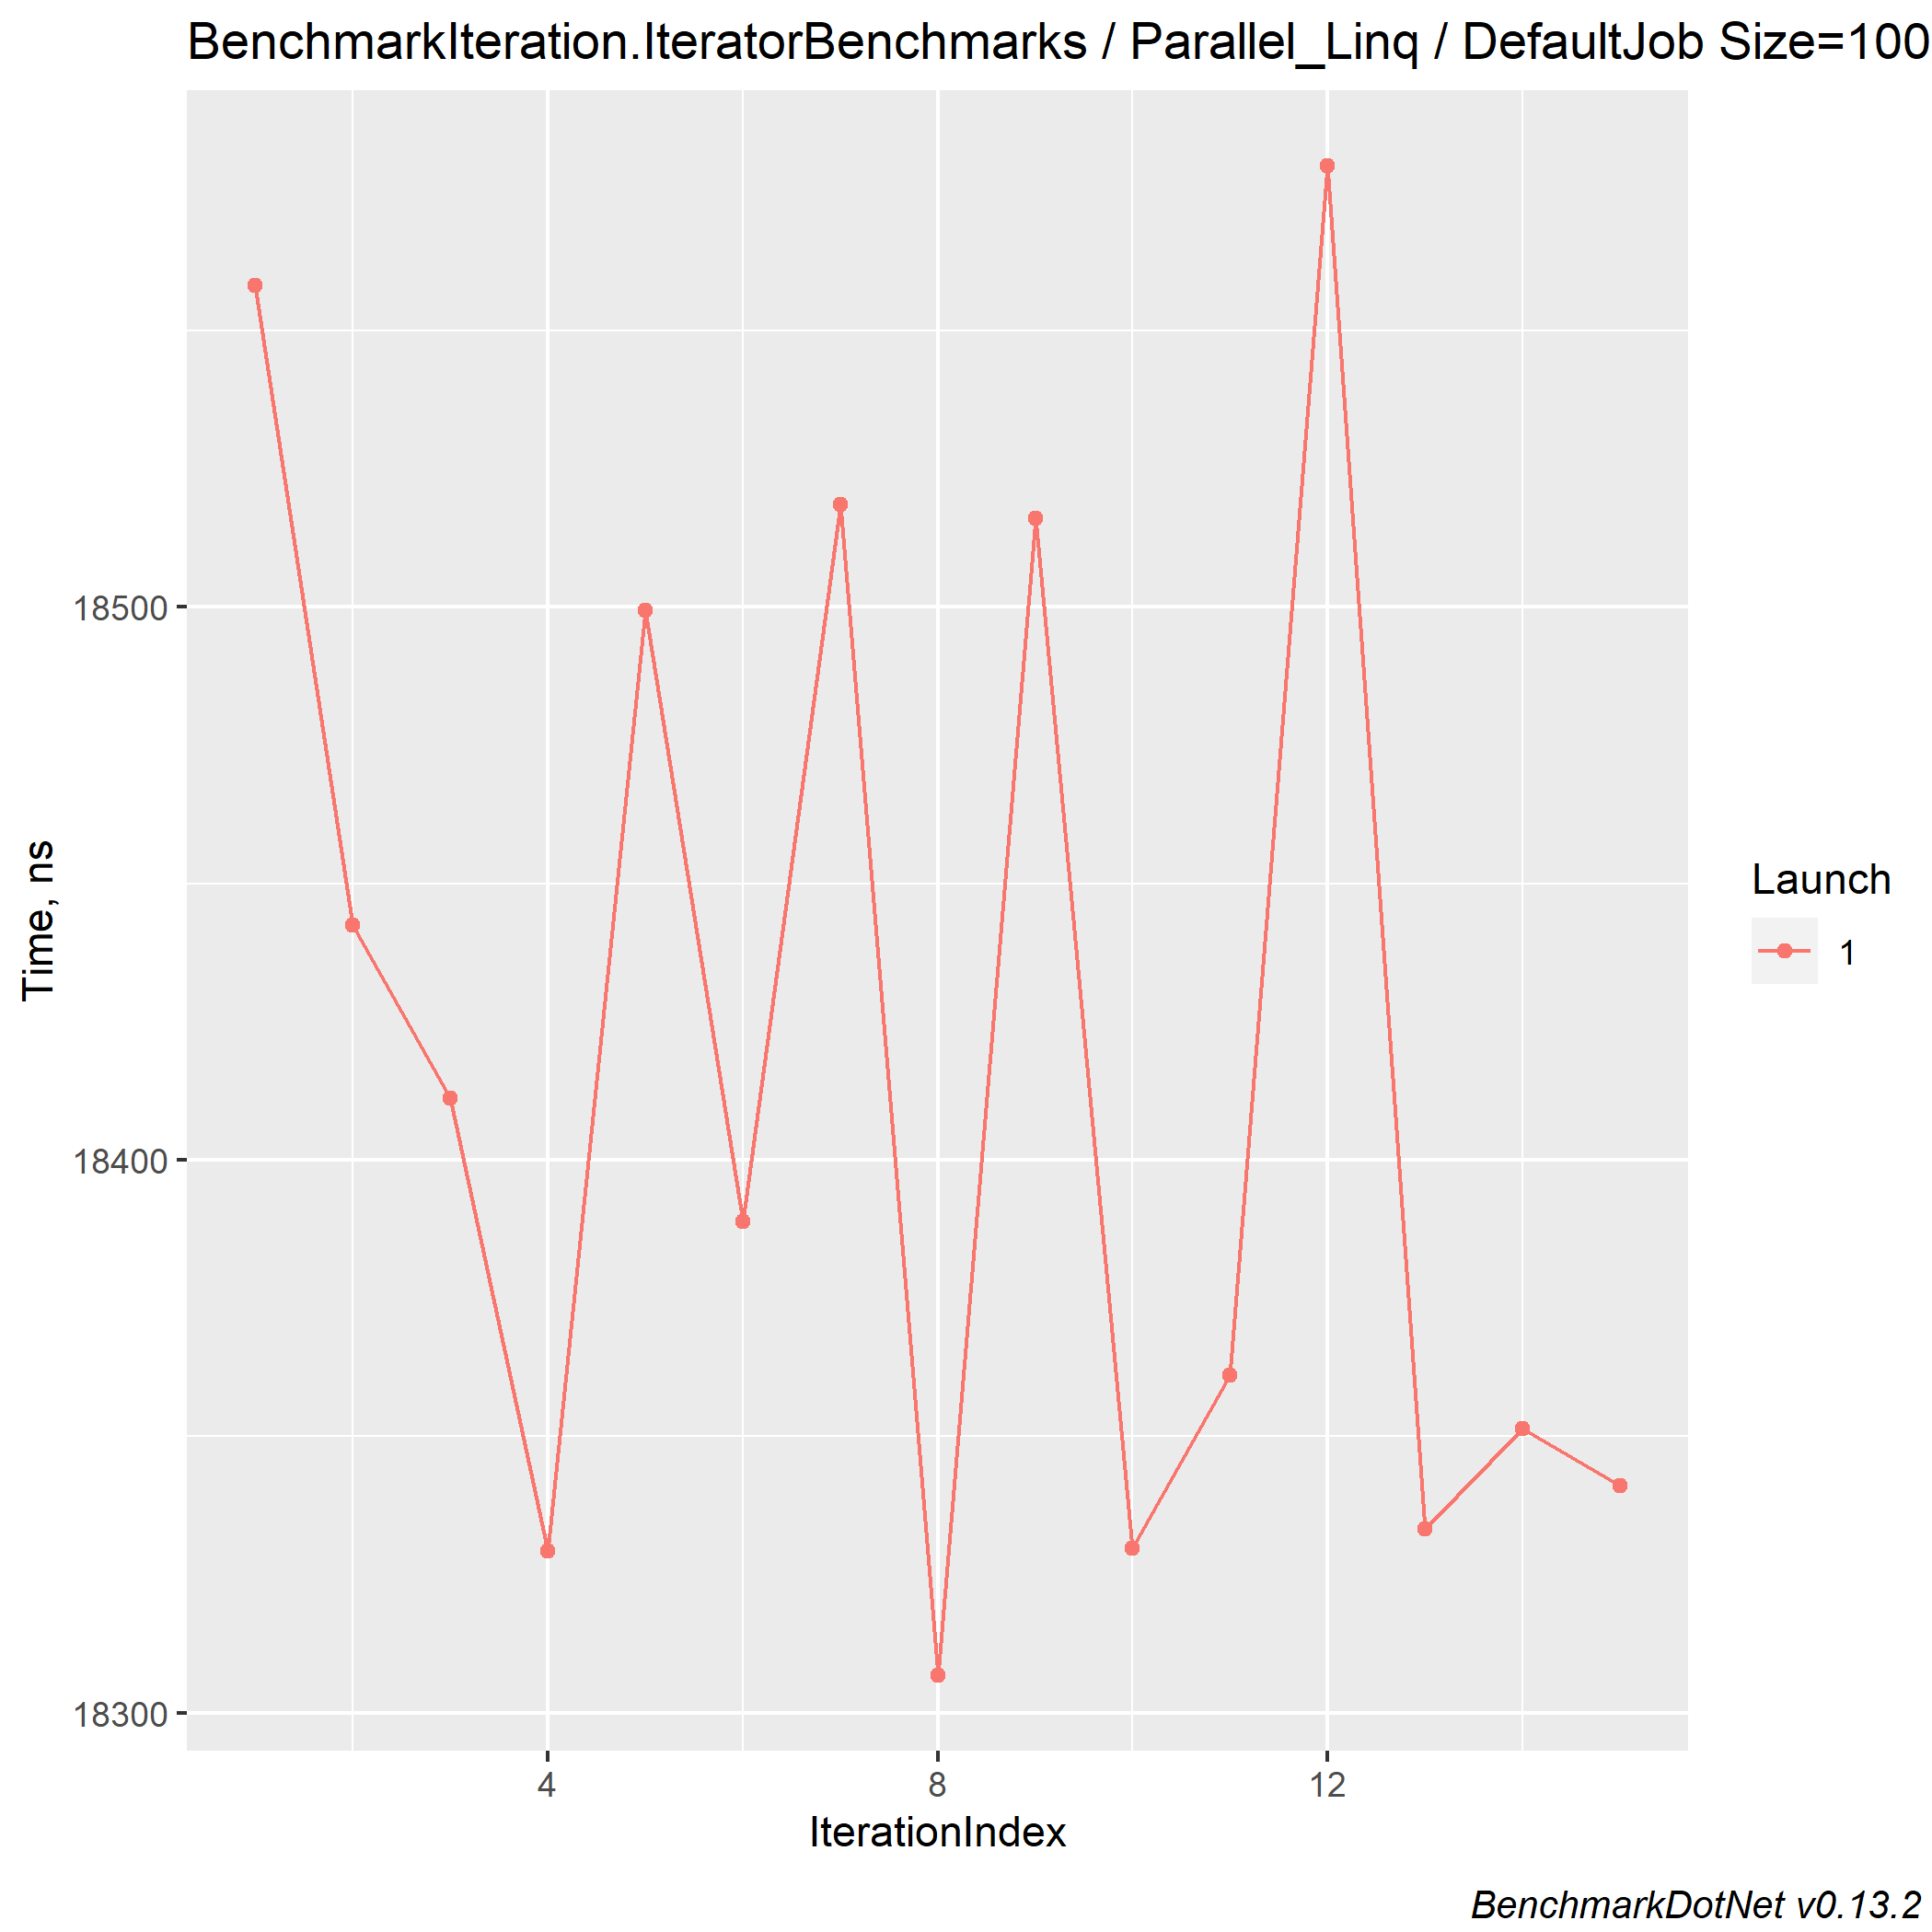 BenchmarkIteration.IteratorBenchmarks / Parallel_Linq / DefaultJob Size=100
18500
18400
18300
Time, ns
4 8 12
IterationIndex
Launch
1
BenchmarkDotNet v0.13.2